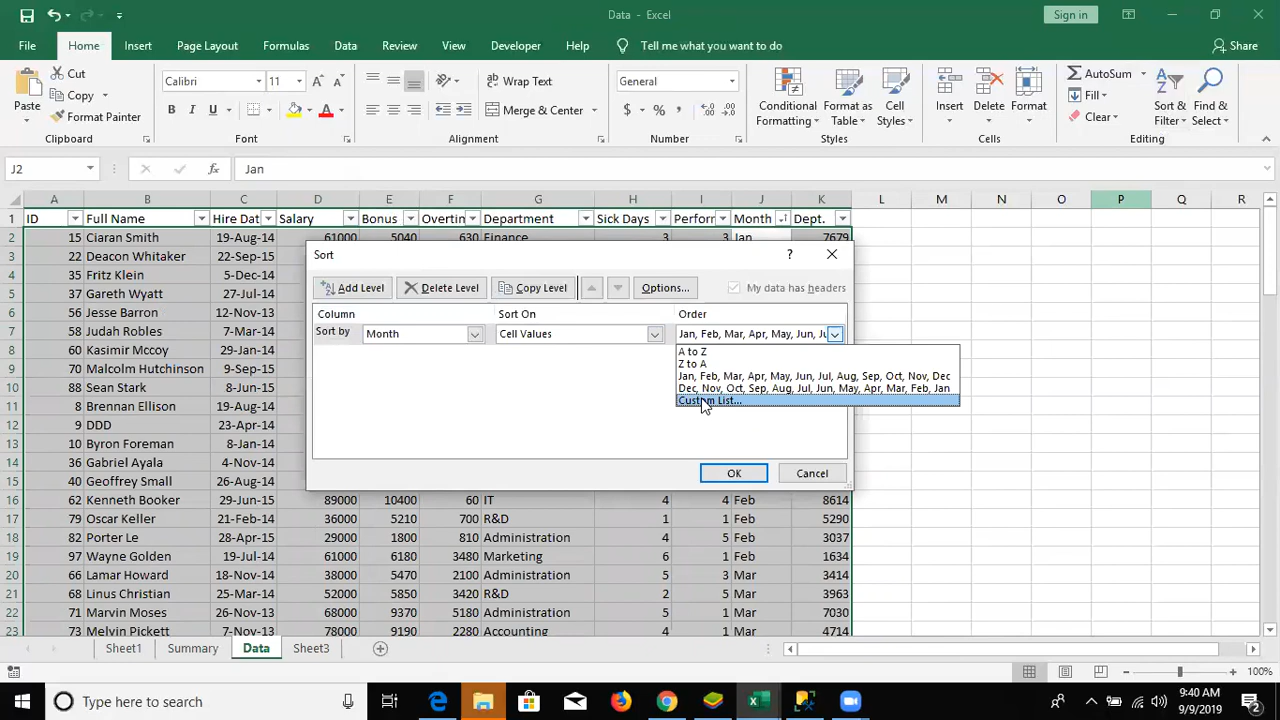 Data - Excel
Sign in
File Home Insert Page Layout Formulas Data Review View Developer Help Tell me what you want to do Share
Paste
Cut
Copy
Format Painter
Clipboard
Calibri 11
B I U
Font
Wrap Text
Merge & Center
Alignment
General
Number
Conditional Formatting
Format as Table
Cell Styles
Styles
Insert Delete Format
Cells
AutoSum
Fill
Clear
Sort & Filter
Find & Select
Editing
J2 Jan
A B C D E F G H I J K L M N O P Q R
1 ID Full Name Hire Dat Salary Bonus Overtin Department Sick Days Perforr Month Dept.
2 15 Ciaran Smith 19-Aug-14 61000 5040 630 Finance 3 3 Jan 7679
3 22 Deacon Whitaker 22-Sep-15
4 35 Fritz Klein 5-Dec-14
5 37 Gareth Wyatt 27-Jul-14
6 56 Jesse Barron 12-Nov-13
7 58 Judah Robles 3-Mar-14
8 60 Kasimir Mccoy 29-Mar-14
9 70 Malcolm Hutchinson 18-Dec-13
10 88 Sean Stark 12-Mar-14
11 8 Brennan Ellison 23-Mar-14
12 9 DDD 23-Apr-14
13 10 Byron Foreman 8-Jan-14
14 36 Gabriel Ayala 4-Aug-14
15 40 Geoffrey Small 26-Aug-14
16 62 Kenneth Booker 29-Jun-15 89000 10400 60 IT 4 4 Feb 8614
17 79 Oscar Keller 21-Feb-14 36000 5210 700 R&D 1 1 Feb 5290
18 82 Porter Le 28-Apr-15 29000 1800 810 Administration 4 5 Feb 3037
19 97 Wayne Golden 19-Jul-14 61000 6180 3480 Marketing 6 1 Feb 1634
20 66 Lamar Howard 18-Nov-14 38000 5470 2100 Administration 5 3 Mar 3414
21 68 Linus Christian 25-Mar-14 52000 5850 3420 R&D 2 5 Mar 3963
22 71 Marvin Moses 26-Nov-13 68000 9370 5180 Administration 5 1 Mar 7030
23 73 Melvin Pickett 7-Nov-13 78000 9190 2280 Accounting 4 1 Mar 4714
Sort
?
Add Level Delete Level Copy Level Options... My data has headers
Column Sort On Order
Sort by Month Cell Values Jan, Feb, Mar, Apr, May, Jun, Ju
A to Z
Z to A
Jan, Feb, Mar, Apr, May, Jun, Jul, Aug, Sep, Oct, Nov, Dec
Dec, Nov, Oct, Sep, Aug, Jul, Jun, May, Apr, Mar, Feb, Jan
Custom List...
OK Cancel
Sheet1 Summary Data Sheet3
100%
Type here to search
9:40 AM
9/9/2019
2